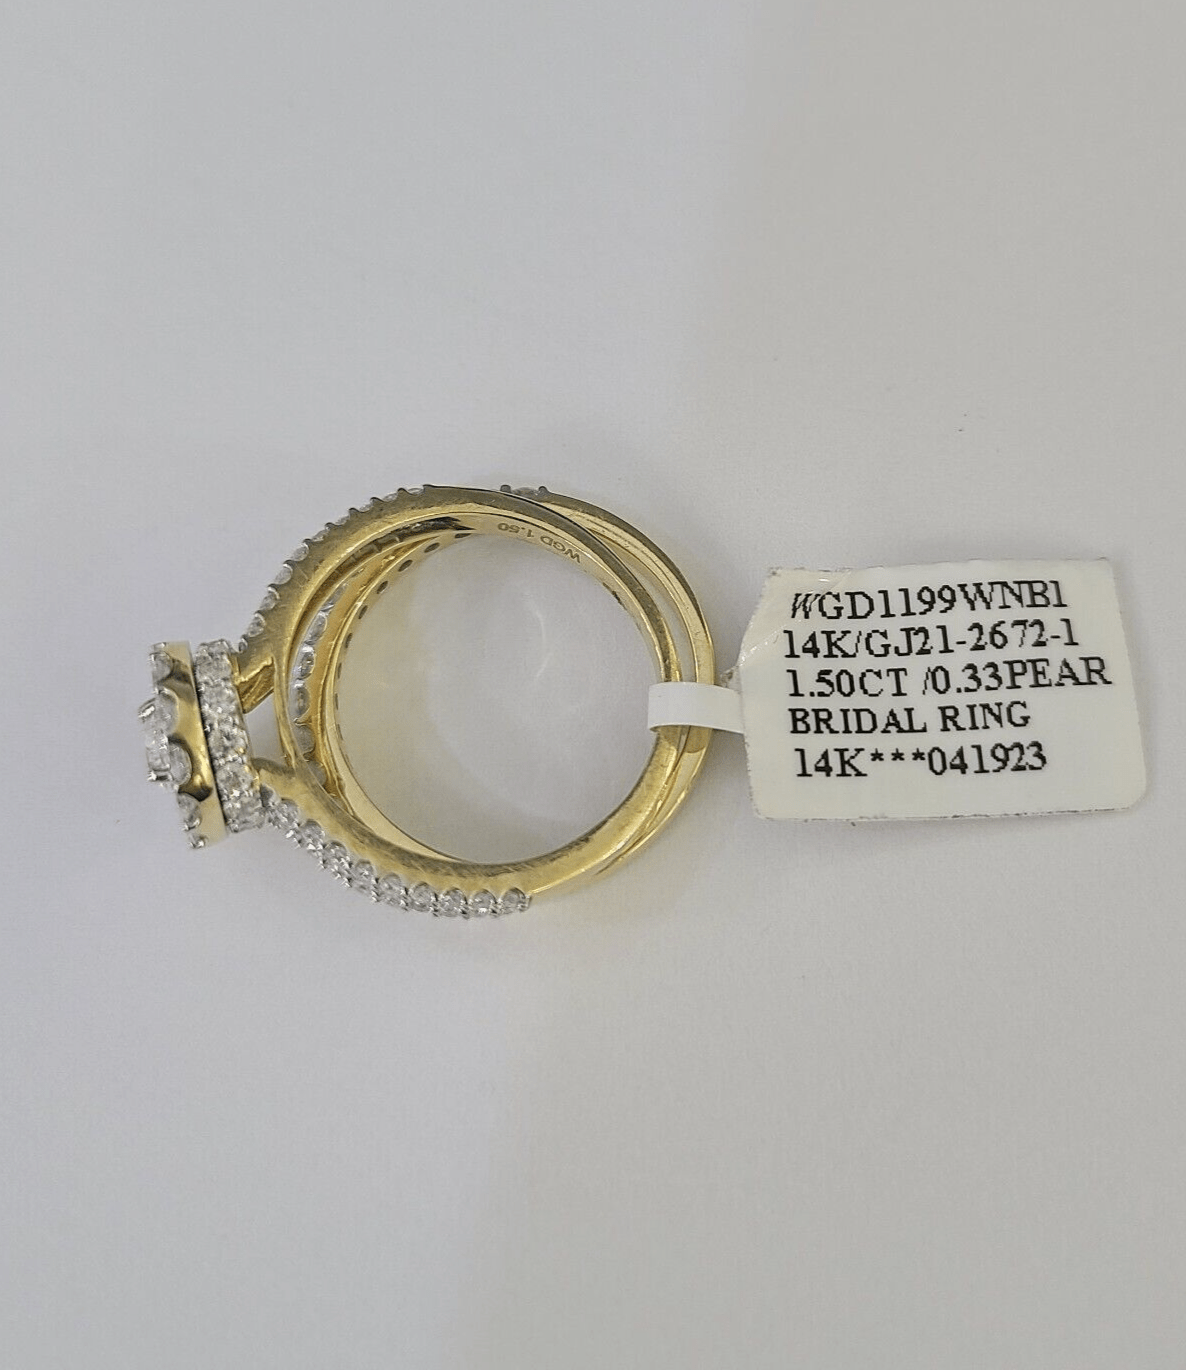 WGD 1.50
WGD1199WNB1
14K/GJ21-2672-1
1.50CT /0.33PEAR
BRIDAL RING
14K***041923